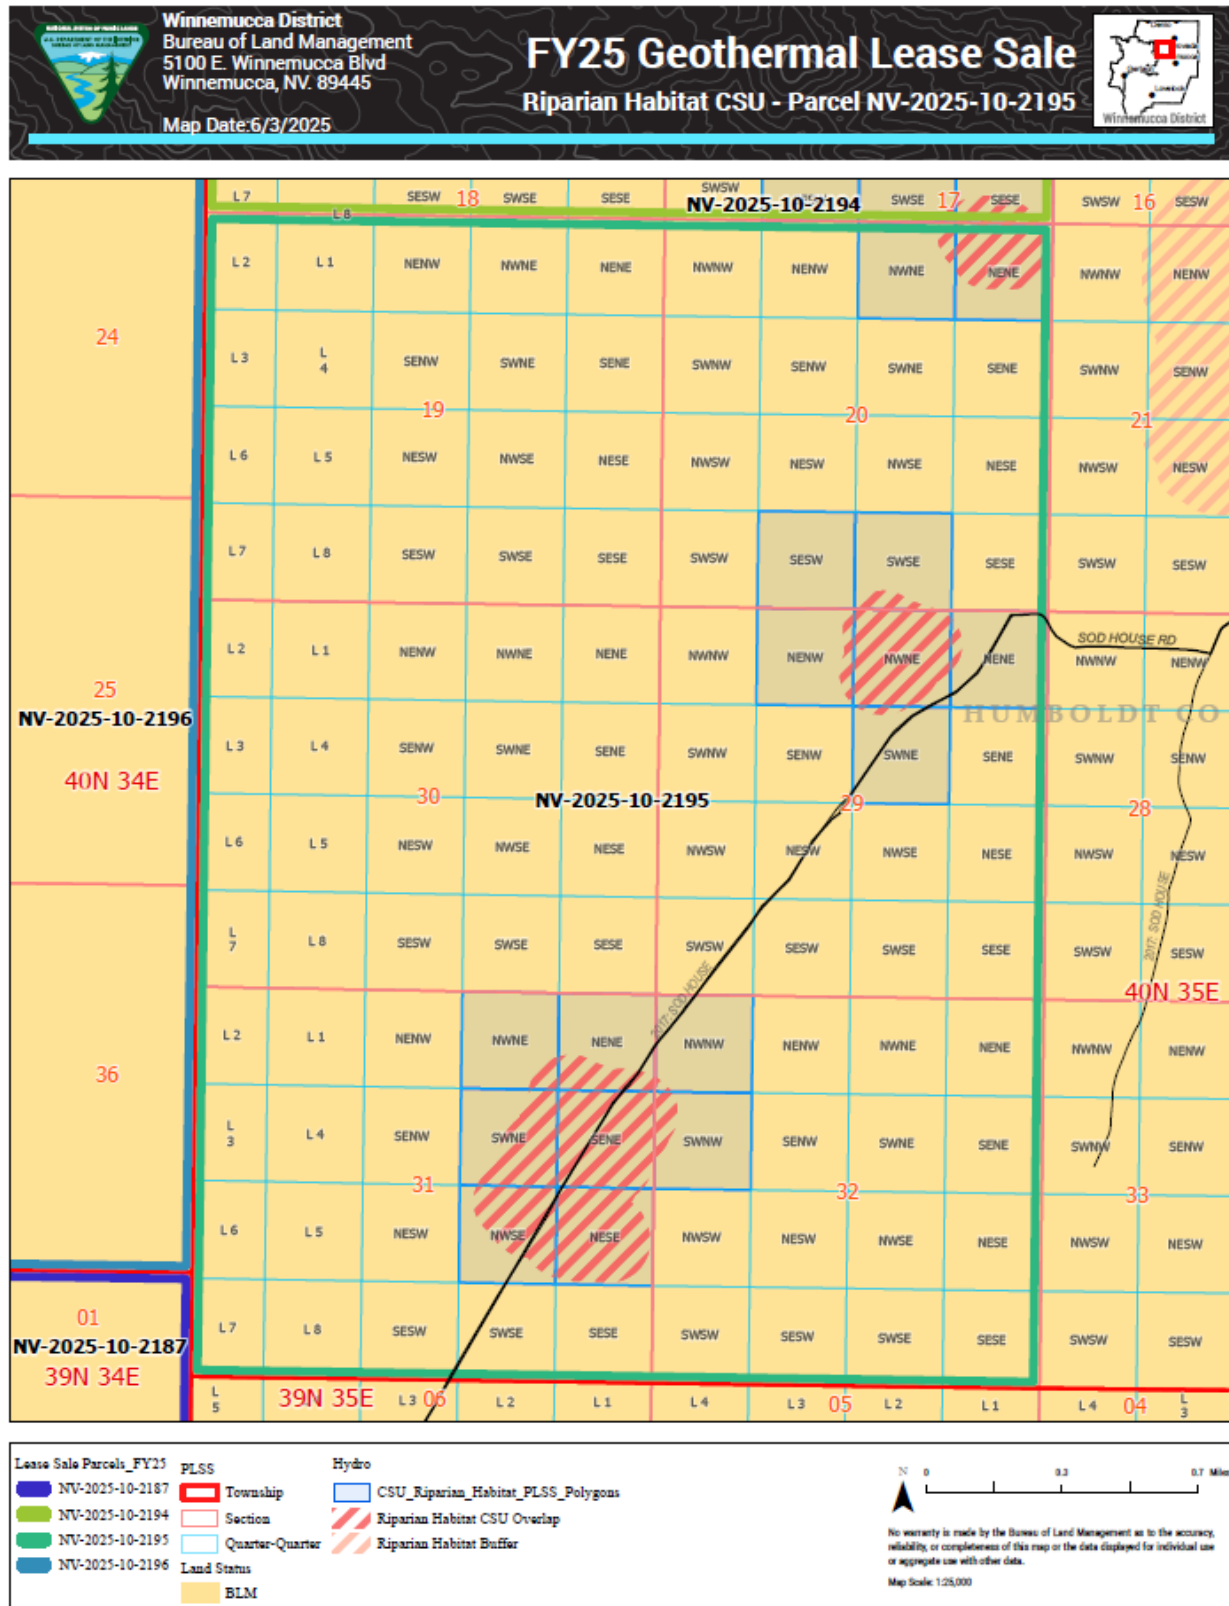 Winnemucca District
Bureau of Land Management
5100 E. Winnemucca Blvd
Winnemucca, NV. 89445
Map Date:6/3/2025
FY25 Geothermal Lease Sale
Riparian Habitat CSU - Parcel NV-2025-10-2195
Winnemucca District
L 7 SESW 18 SWSE SESE SWSW SWSE 17 SESE SWSW 16 SESW
L 8 NV-2025-10-2194
L 2 L 1 NENW NWNE NENE NWNW NENW NWNE NENE NWNW NENW
24
L 3 L 4 SENW SWNE SENE SWNW SENW SWNE SENE SWNW SENW
19 20 21
L 6 L 5 NESW NWSE NESE NWSW NESW NWSE NESE NWSW NESW
L 7 L 8 SESW SWSE SESE SWSW SESW SWSE SESE SWSW SESW
SOD HOUSE RD
L 2 L 1 NENW NWNE NENE NWNW NENW NWNE NENE NWNW NENW
25
NV-2025-10-2196
HUMBOLDT CO
L 3 L 4 SENW SWNE SENE SWNW SENW SWNE SENE SWNW SENW
40N 34E
30 NV-2025-10-2195 29 28
L 6 L 5 NESW NWSE NESE NWSW NESW NWSE NESE NWSW NESW
2017: SOD HOUSE
L 7 L 8 SESW SWSE SESE SWSW SESW SWSE SESE SWSW SESW
2017: SOD HOUSE
40N 35E
L 2 L 1 NENW NWNE NENE NWNW NENW NWNE NENE NWNW NENW
36
L 3 L 4 SENW SWNE SENE SWNW SENW SWNE SENE SWNW SENW
31 32 33
L 6 L 5 NESW NWSE NESE NWSW NESW NWSE NESE NWSW NESW
01
L 7 L 8 SESW SWSE SESE SWSW SESW SWSE SESE SWSW SESW
NV-2025-10-2187
39N 34E
L 5 39N 35E L 3 06 L 2 L 1 L 4 L 3 05 L 2 L 1 L 4 04 L 3
Lease Sale Parcels_FY25
NV-2025-10-2187
NV-2025-10-2194
NV-2025-10-2195
NV-2025-10-2196
PLSS
Township
Section
Quarter-Quarter
Land Status
BLM
Hydro
CSU_Riparian_Habitat_PLSS_Polygons
Riparian Habitat CSU Overlap
Riparian Habitat Buffer
N
0 0.3 0.7 Miles
No warranty is made by the Bureau of Land Management as to the accuracy,
reliability, or completeness of this map or the data displayed for individual use
or aggregate use with other data.
Map Scale: 1:25,000